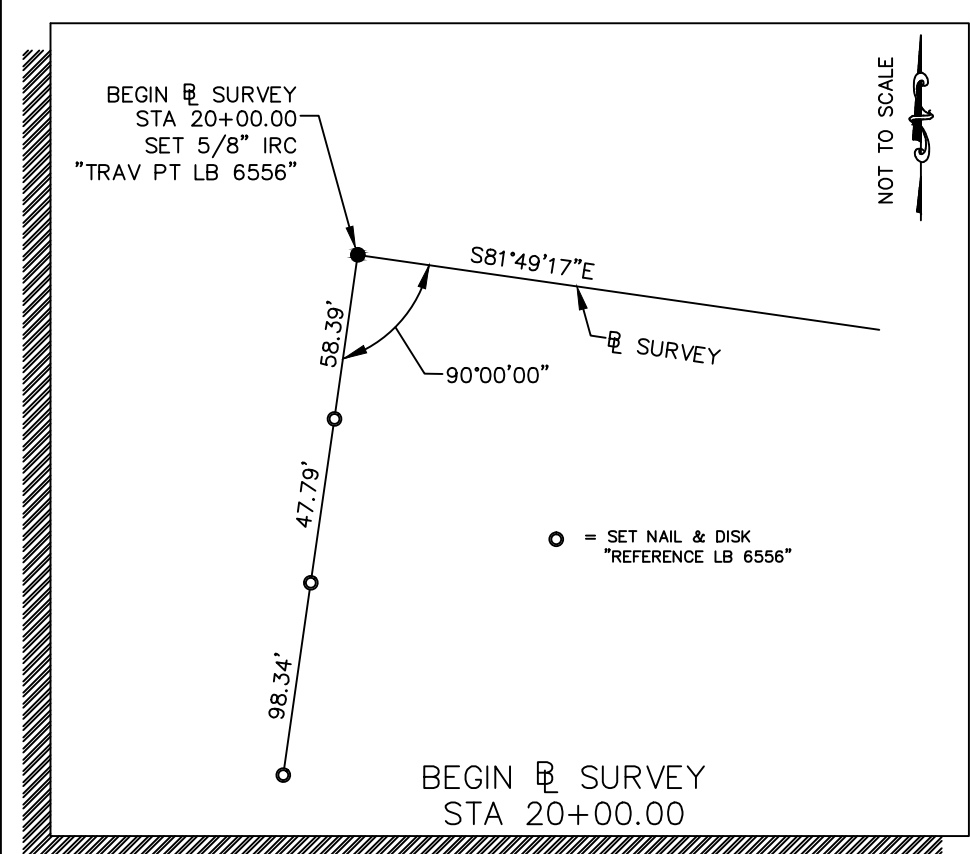 BEGIN ⅊ SURVEY
STA 20+00.00
SET 5/8" IRC
"TRAV PT LB 6556"
NOT TO SCALE
S81°49'17"E
58.39'
℄ SURVEY
90°00'00"
47.79'
= SET NAIL & DISK
"REFERENCE LB 6556"
98.34'
BEGIN ⅊ SURVEY
STA 20+00.00